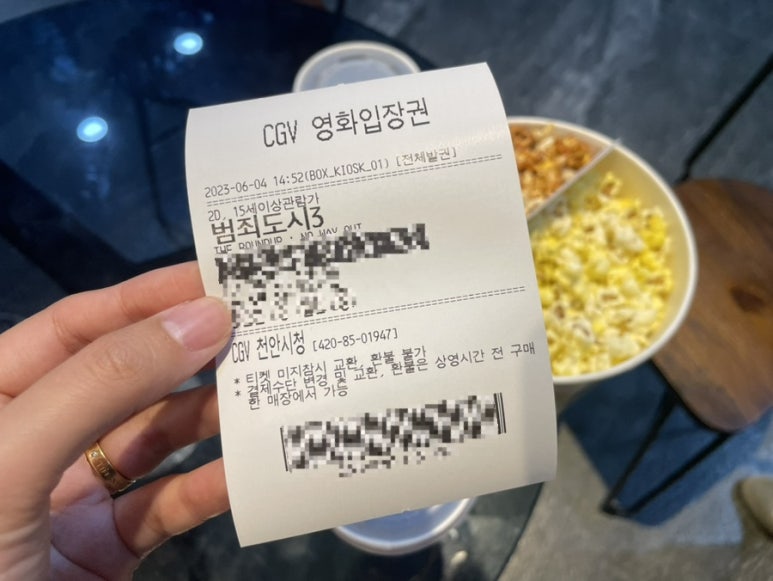 CGV 영화입장권
2023-06-04 14:52(BOX_KIOSK_01) [전체발권]
2D, 15세이상관람가
범죄도시3
THE ROUNDUP : NO WAY OUT
CGV 천안시청 [420-85-01947]
* 티켓 미지참시 교환, 환불 불가
* 결제수단 변경 및 교환, 환불은 상영시간 전 구매
* 한 매장에서 가능